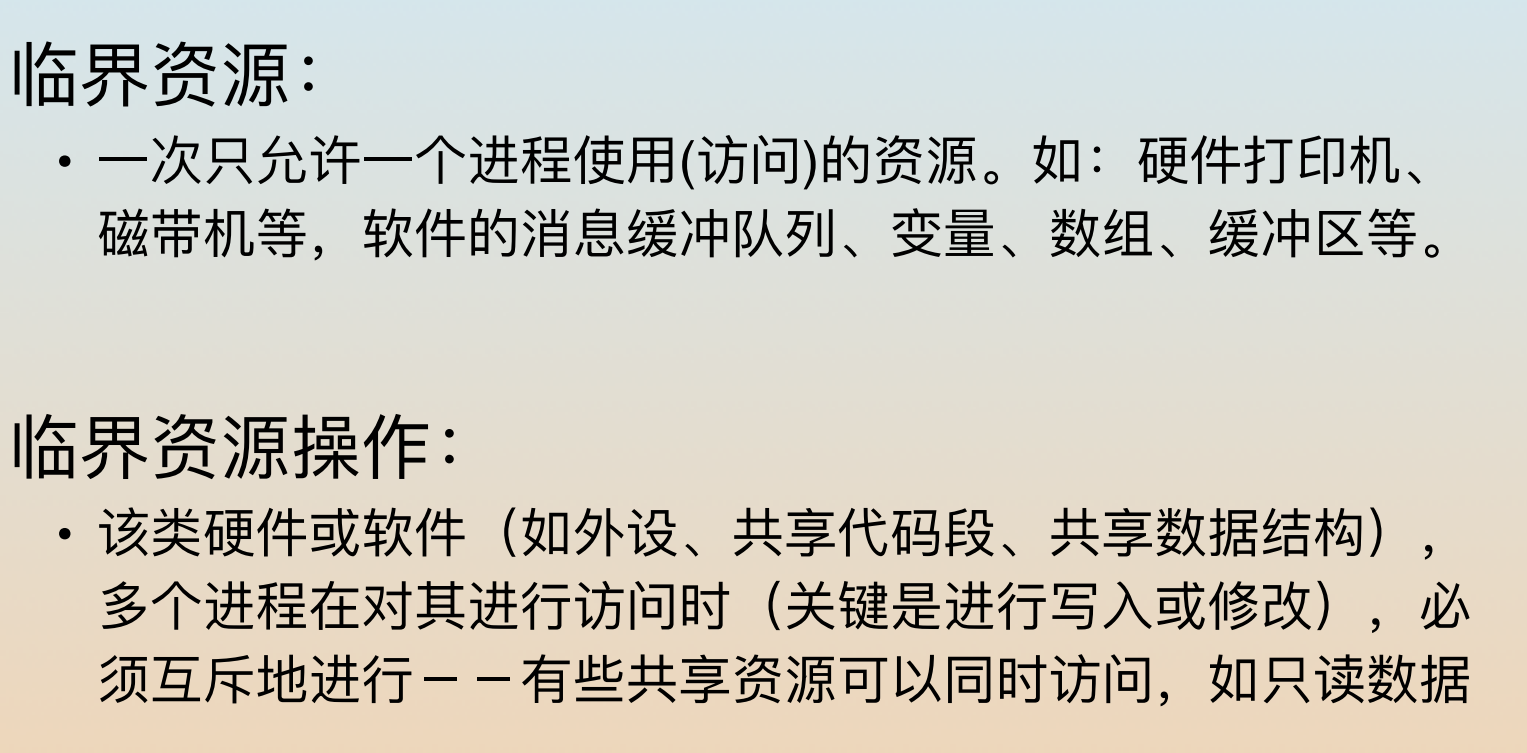 临界资源：
• 一次只允许一个进程使用(访问)的资源。如：硬件打印机、
磁带机等，软件的消息缓冲队列、变量、数组、缓冲区等。
临界资源操作：
• 该类硬件或软件（如外设、共享代码段、共享数据结构），
多个进程在对其进行访问时（关键是进行写入或修改），必
须互斥地进行－－有些共享资源可以同时访问，如只读数据